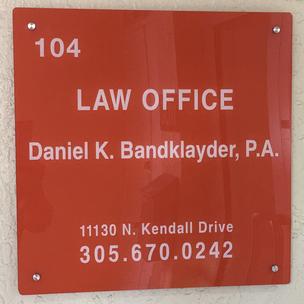 104
LAW OFFICE
Daniel K. Bandklayder, P.A.
11130 N. Kendall Drive
305.670.0242